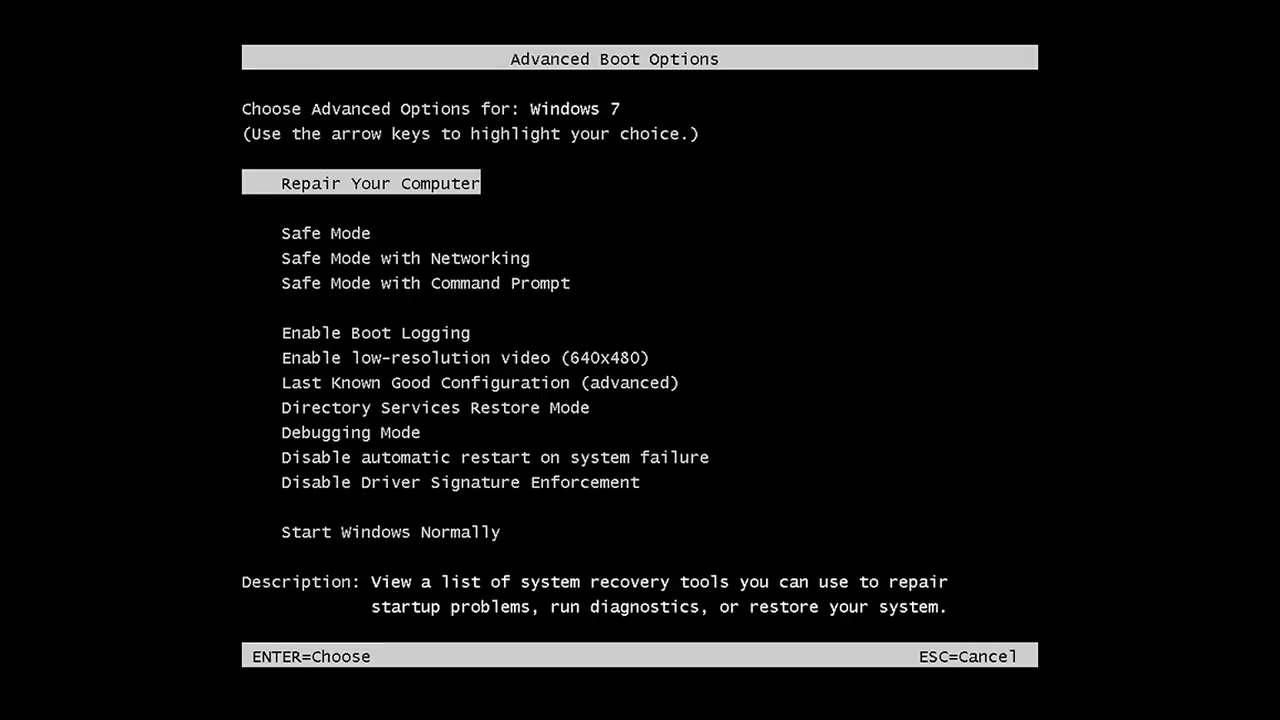 Advanced Boot Options
Choose Advanced Options for: Windows 7
(Use the arrow keys to highlight your choice.)
Repair Your Computer
Safe Mode
Safe Mode with Networking
Safe Mode with Command Prompt
Enable Boot Logging
Enable low-resolution video (640x480)
Last Known Good Configuration (advanced)
Directory Services Restore Mode
Debugging Mode
Disable automatic restart on system failure
Disable Driver Signature Enforcement
Start Windows Normally
Description: View a list of system recovery tools you can use to repair
startup problems, run diagnostics, or restore your system.
ENTER=Choose ESC=Cancel